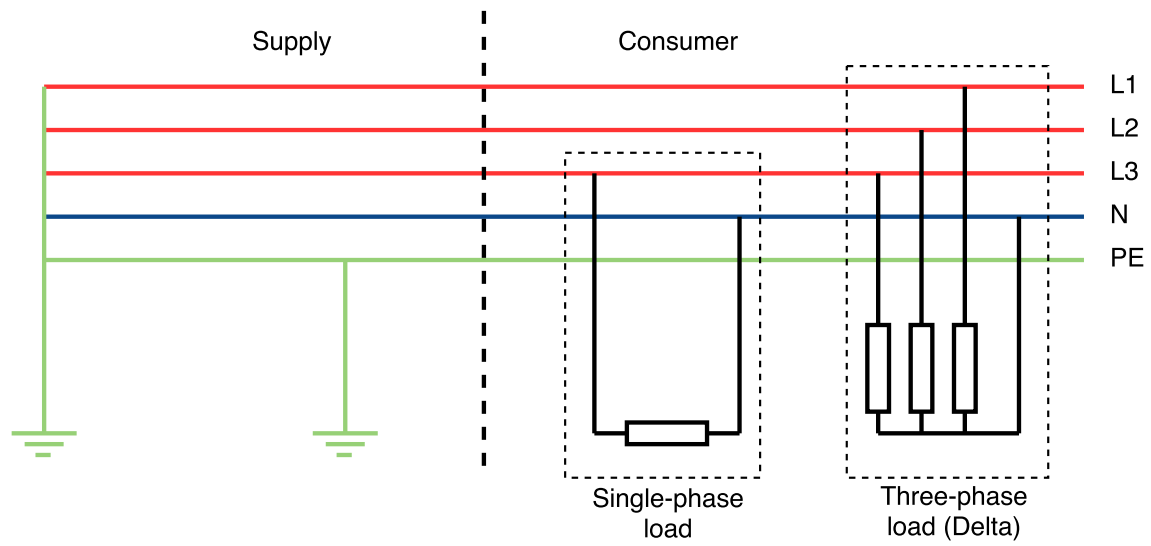 Supply
Consumer
L1
L2
L3
N
PE
Single-phase
load
Three-phase
load (Delta)